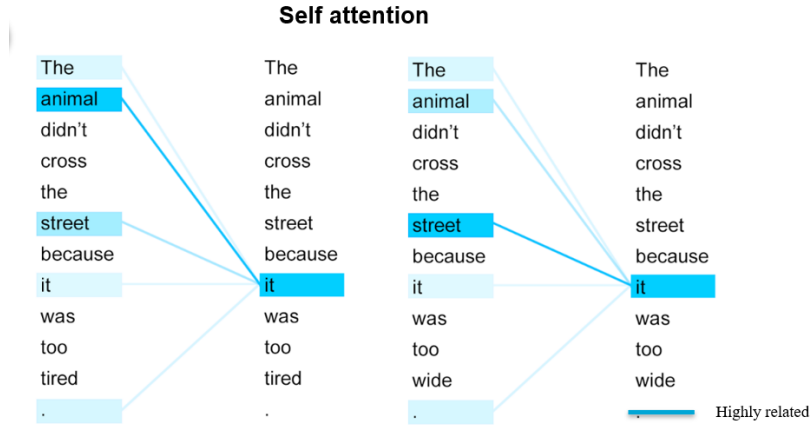 Self attention
The The The The
animal animal animal animal
didn't didn't didn't didn't
cross cross cross cross
the the the the
street street street street
because because because because
it it it it
was was was was
too too too too
tired tired wide wide
. . . .
Highly related